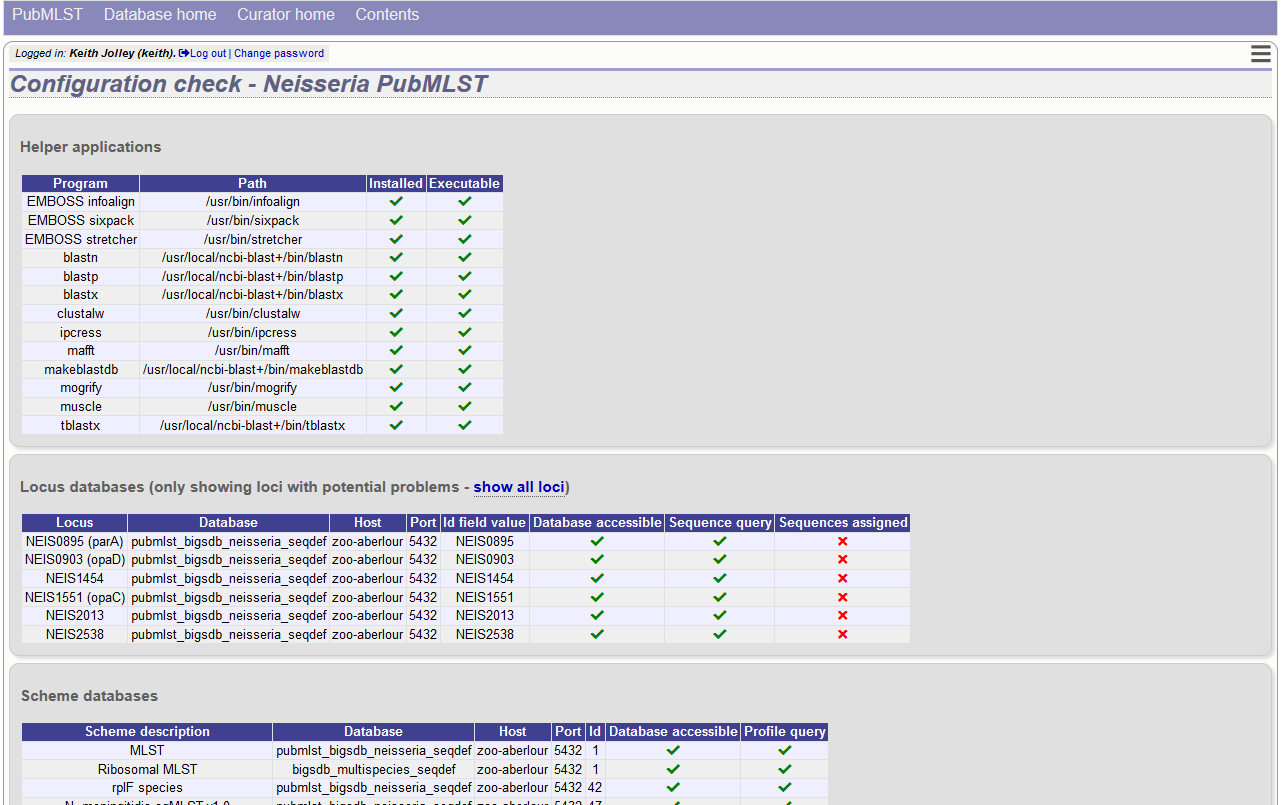 PubMLST Database home Curator home Contents
Logged in: Keith Jolley (keith). Log out | Change password
Configuration check - Neisseria PubMLST
Helper applications
Program Path Installed Executable
EMBOSS infoalign /usr/bin/infoalign
EMBOSS sixpack /usr/bin/sixpack
EMBOSS stretcher /usr/bin/stretcher
blastn /usr/local/ncbi-blast+/bin/blastn
blastp /usr/local/ncbi-blast+/bin/blastp
blastx /usr/local/ncbi-blast+/bin/blastx
clustalw /usr/bin/clustalw
ipcress /usr/bin/ipcress
mafft /usr/bin/mafft
makeblastdb /usr/local/ncbi-blast+/bin/makeblastdb
mogrify /usr/bin/mogrify
muscle /usr/bin/muscle
tblastx /usr/local/ncbi-blast+/bin/tblastx
Locus databases (only showing loci with potential problems - show all loci)
Locus Database Host Port Id field value Database accessible Sequence query Sequences assigned
NEIS0895 (parA) pubmlst_bigsdb_neisseria_seqdef zoo-aberlour 5432 NEIS0895
NEIS0903 (opaD) pubmlst_bigsdb_neisseria_seqdef zoo-aberlour 5432 NEIS0903
NEIS1454 pubmlst_bigsdb_neisseria_seqdef zoo-aberlour 5432 NEIS1454
NEIS1551 (opaC) pubmlst_bigsdb_neisseria_seqdef zoo-aberlour 5432 NEIS1551
NEIS2013 pubmlst_bigsdb_neisseria_seqdef zoo-aberlour 5432 NEIS2013
NEIS2538 pubmlst_bigsdb_neisseria_seqdef zoo-aberlour 5432 NEIS2538
Scheme databases
Scheme description Database Host Port Id Database accessible Profile query
MLST pubmlst_bigsdb_neisseria_seqdef zoo-aberlour 5432 1
Ribosomal MLST bigsdb_multispecies_seqdef zoo-aberlour 5432 1
rplF species pubmlst_bigsdb_neisseria_seqdef zoo-aberlour 5432 42
N. meningitidis cgMLST v1.0 pubmlst_bigsdb_neisseria_seqdef zoo-aberlour 5432 47